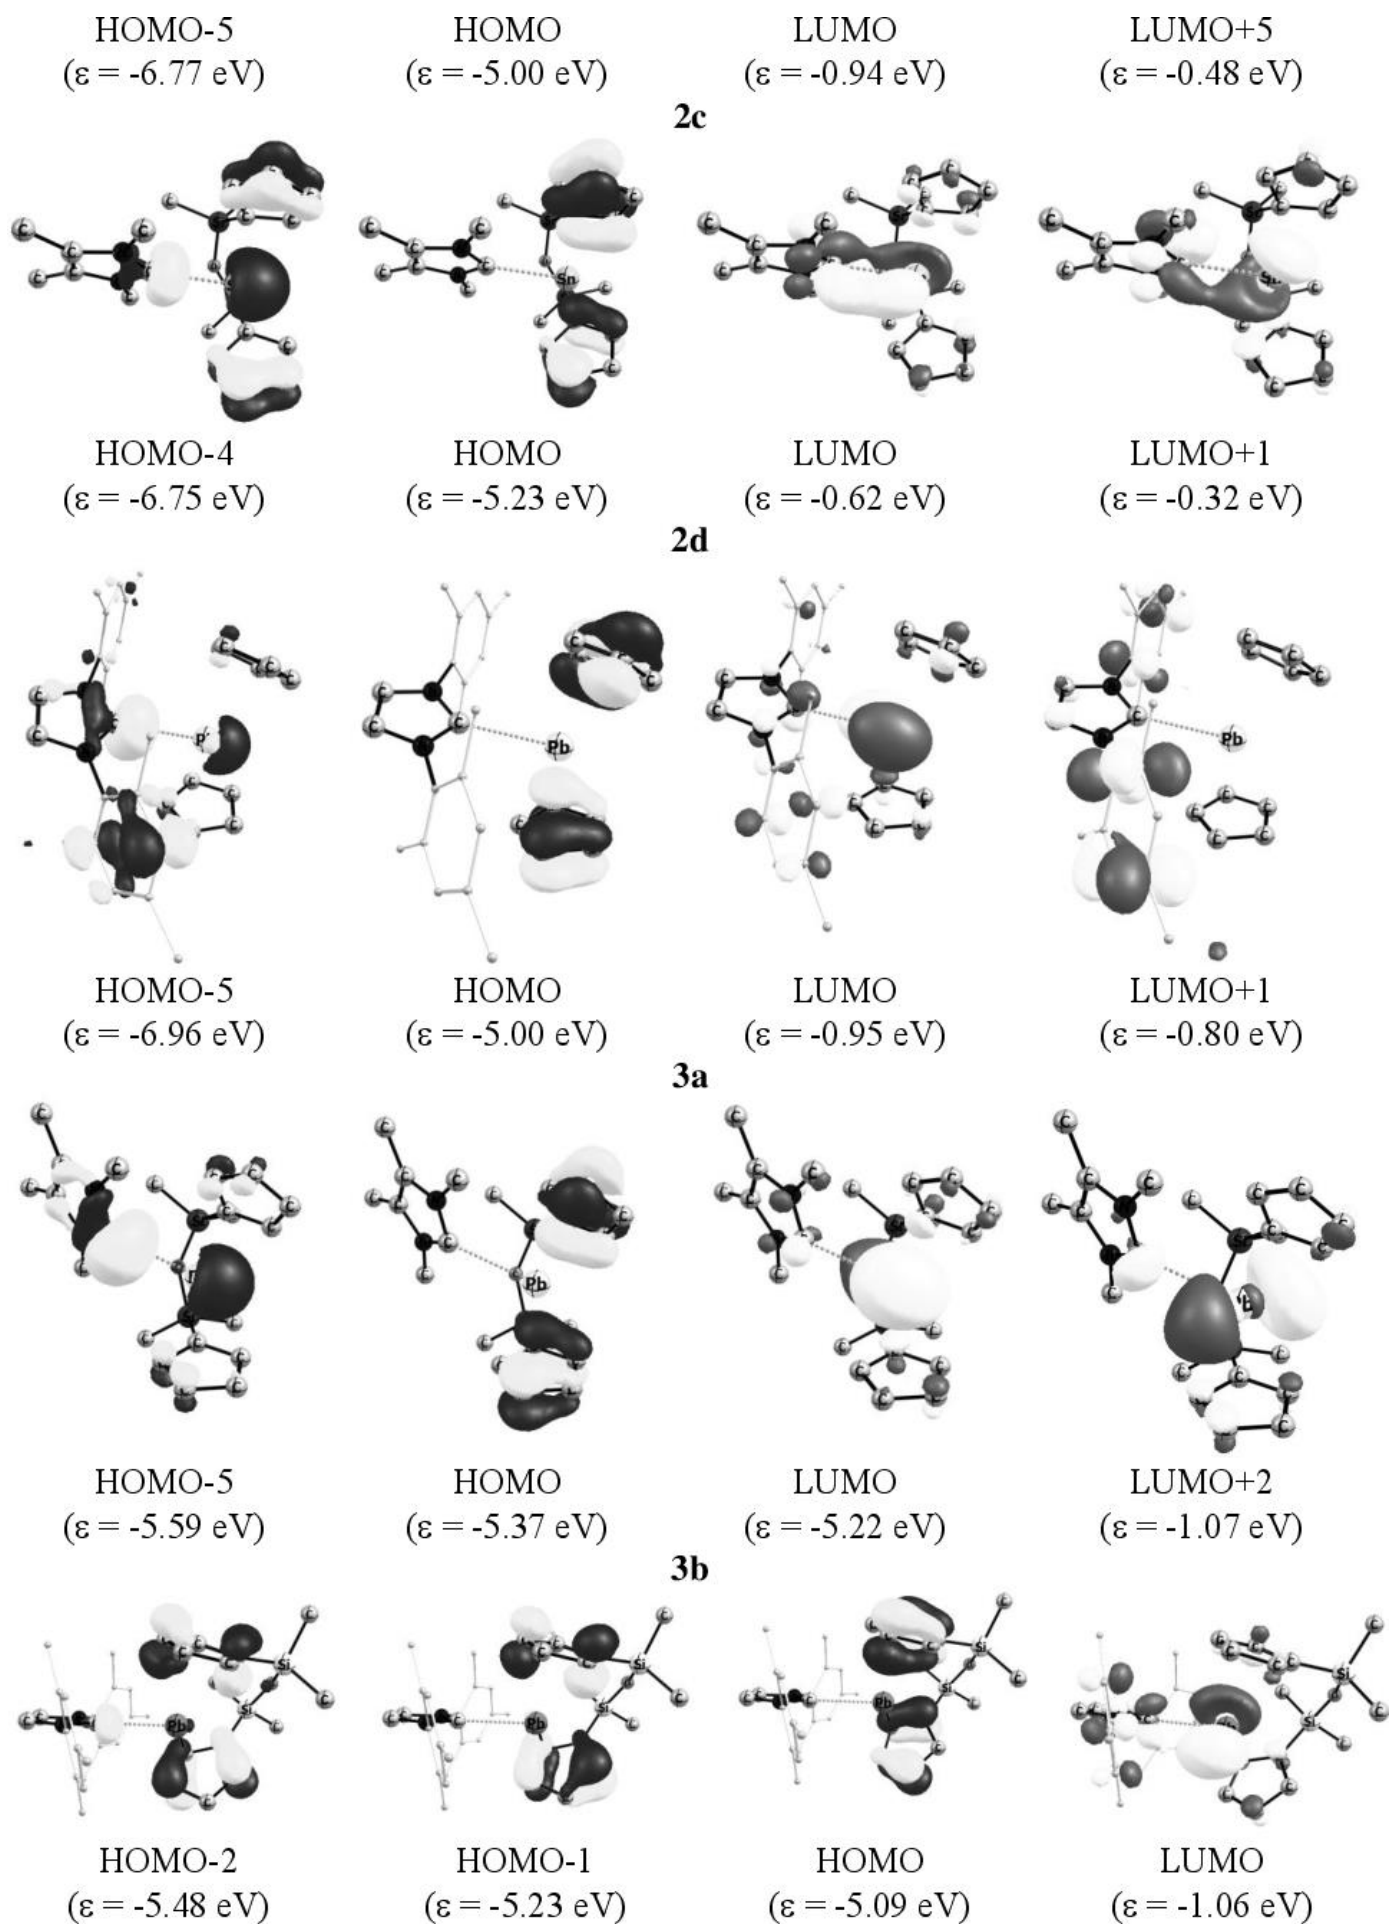 HOMO-5 HOMO LUMO LUMO+5
(ε = -6.77 eV) (ε = -5.00 eV) (ε = -0.94 eV) (ε = -0.48 eV)
2c
HOMO-4 HOMO LUMO LUMO+1
(ε = -6.75 eV) (ε = -5.23 eV) (ε = -0.62 eV) (ε = -0.32 eV)
2d
HOMO-5 HOMO LUMO LUMO+1
(ε = -6.96 eV) (ε = -5.00 eV) (ε = -0.95 eV) (ε = -0.80 eV)
3a
HOMO-5 HOMO LUMO LUMO+2
(ε = -5.59 eV) (ε = -5.37 eV) (ε = -5.22 eV) (ε = -1.07 eV)
3b
HOMO-2 HOMO-1 HOMO LUMO
(ε = -5.48 eV) (ε = -5.23 eV) (ε = -5.09 eV) (ε = -1.06 eV)